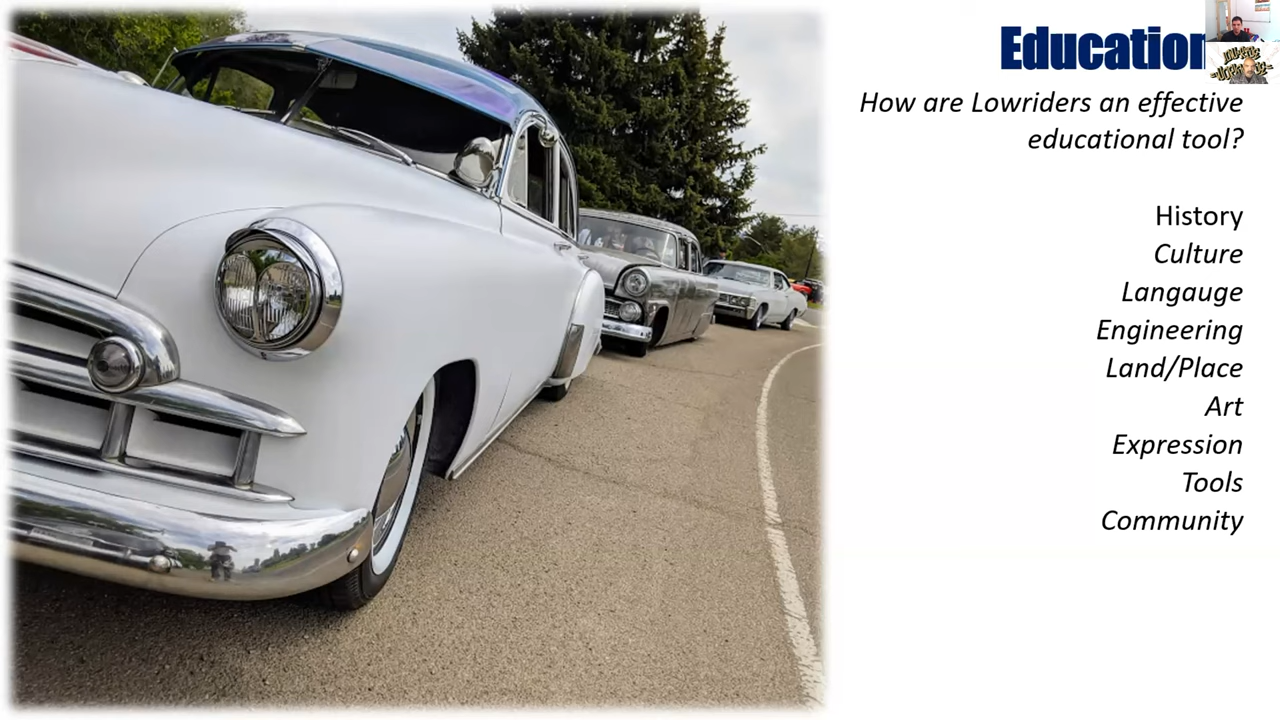 Education
How are Lowriders an effective
educational tool?
History
Culture
Langauge
Engineering
Land/Place
Art
Expression
Tools
Community